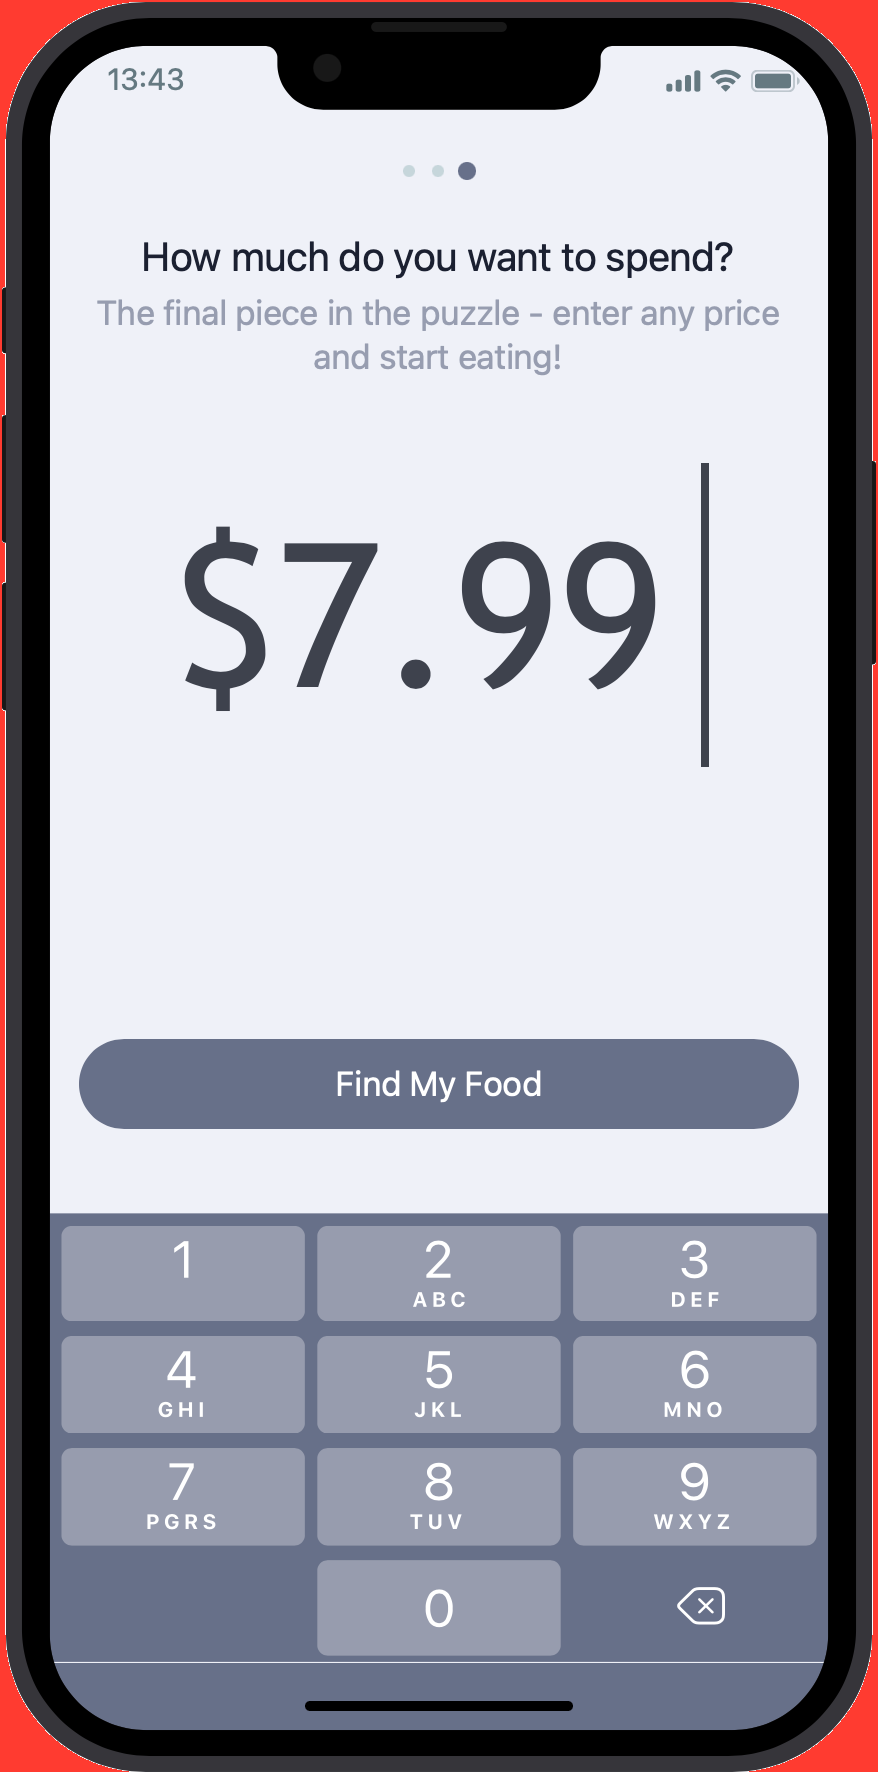 13:43
How much do you want to spend?
The final piece in the puzzle - enter any price
and start eating!
$7.99
Find My Food
1 2 3
ABC DEF
4 5 6
GHI JKL MNO
7 8 9
PGRS TUV WXYZ
0